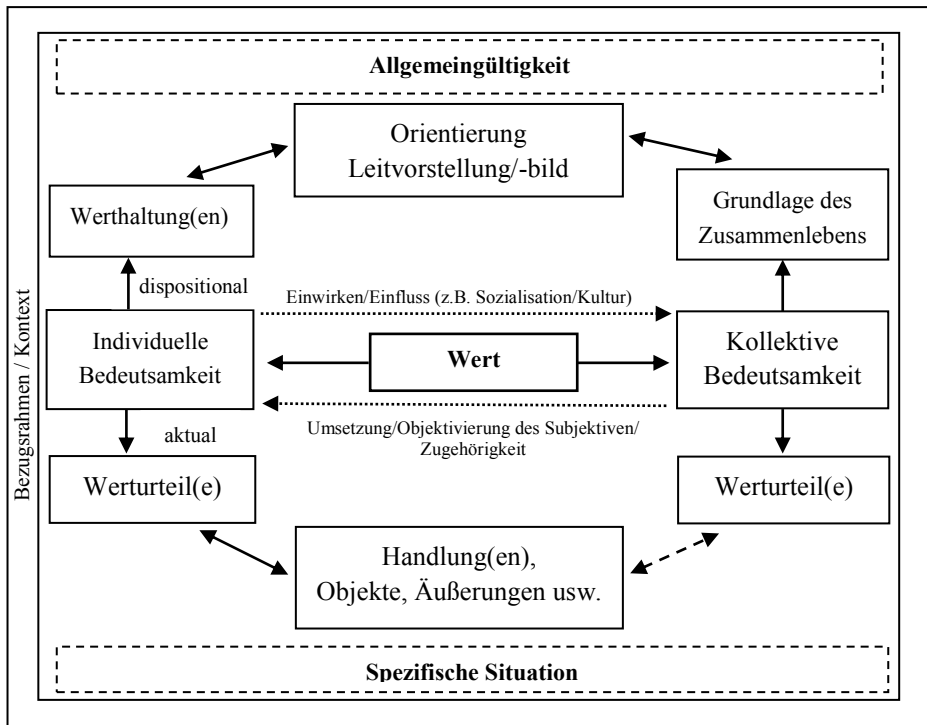 Allgemeingültigkeit
Orientierung
Leitvorstellung/-bild
Werthaltung(en)
Grundlage des
Zusammenlebens
dispositional
Einwirken/Einfluss (z.B. Sozialisation/Kultur)
Individuelle
Bedeutsamkeit
Wert
Kollektive
Bedeutsamkeit
aktual
Umsetzung/Objektivierung des Subjektiven/
Zugehörigkeit
Werturteil(e)
Werturteil(e)
Handlung(en),
Objekte, Äußerungen usw.
Spezifische Situation
Bezugsrahmen / Kontext